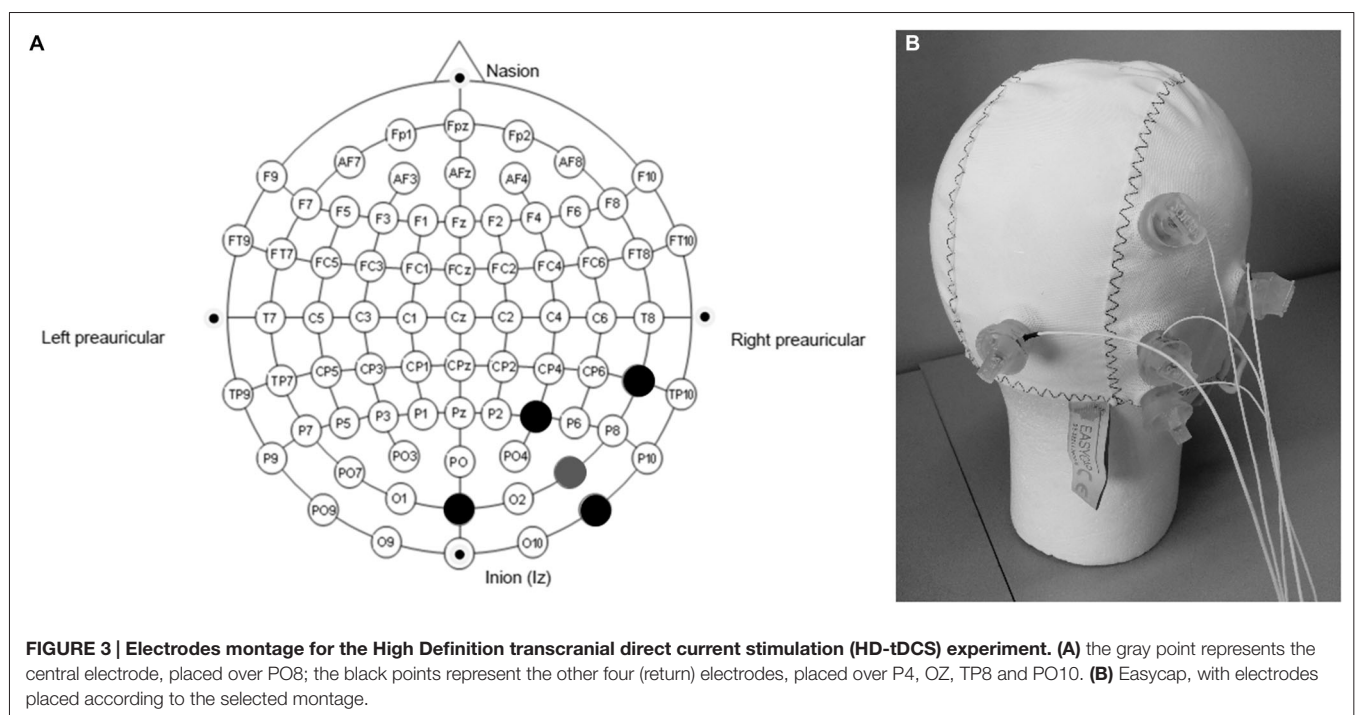 A
B
Nasion
Fp1 Fpz Fp2
AF7 AF8
AF3 AFz AF4
F9 F10
F7 F5 F3 F1 Fz F2 F4 F6 F8
FT9 FT10
FT7 FC5 FC3 FC1 FCz FC2 FC4 FC6 FT8
T7 C5 C3 C1 Cz C2 C4 C6 T8
Left preauricular
Right preauricular
TP9 TP7 CP5 CP3 CP1 CPz CP2 CP4 CP6 TP10
P9 P7 P5 P3 P1 Pz P2 P6 P8 P10
PO7 PO3 PO PO4
O1 O2
PO9
O9 O10
Inion (Iz)
EASYCAP
FIGURE 3 | Electrodes montage for the High Definition transcranial direct current stimulation (HD-tDCS) experiment. (A) the gray point represents the
central electrode, placed over PO8; the black points represent the other four (return) electrodes, placed over P4, OZ, TP8 and PO10. (B) Easycap, with electrodes
placed according to the selected montage.